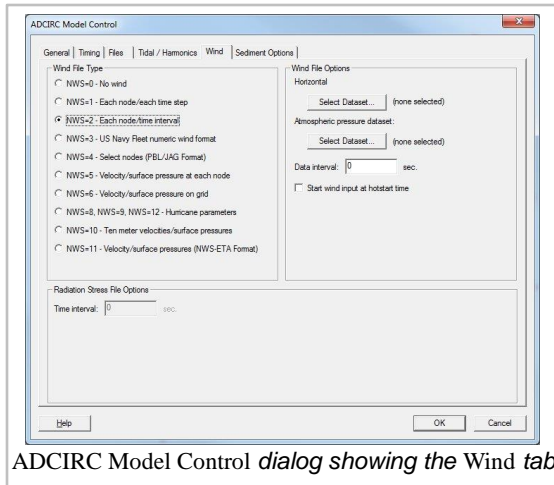 ADCIRC Model Control
General | Timing | Files | Tidal / Harmonics | Wind | Sediment Options
Wind File Type
NWS=0 - No wind
NWS=1 - Each node/each time step
NWS=2 - Each node/time interval
NWS=3 - US Navy Fleet numeric wind format
NWS=4 - Select nodes (PBL/JAG Format)
NWS=5 - Velocity/surface pressure at each node
NWS=6 - Velocity/surface pressure on grid
NWS=8, NWS=9, NWS=12 - Hurricane parameters
NWS=10 - Ten meter velocities/surface pressures
NWS=11 - Velocity/surface pressures (NWS-ETA Format)
Wind File Options
Horizontal
Select Dataset... (none selected)
Atmospheric pressure dataset:
Select Dataset... (none selected)
Data interval: 0 sec.
Start wind input at hotstart time
Radiation Stress File Options
Time interval: 0 sec.
Help OK Cancel
ADCIRC Model Control dialog showing the Wind tab